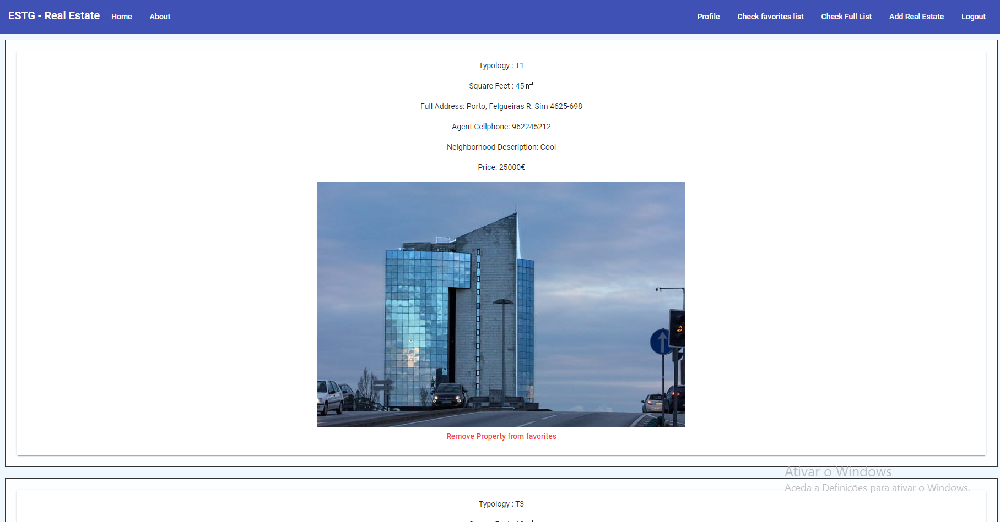 ESTG - Real Estate Home About Profile Check favorites list Check Full List Add Real Estate Logout
Typology : T1
Square Feet : 45 ㎡
Full Address: Porto, Felgueiras R. Sim 4625-698
Agent Cellphone: 962245212
Neighborhood Description: Cool
Price: 25000€
Remove Property from favorites
Ativar o Windows
Aceda a Definições para ativar o Windows.
Typology : T3